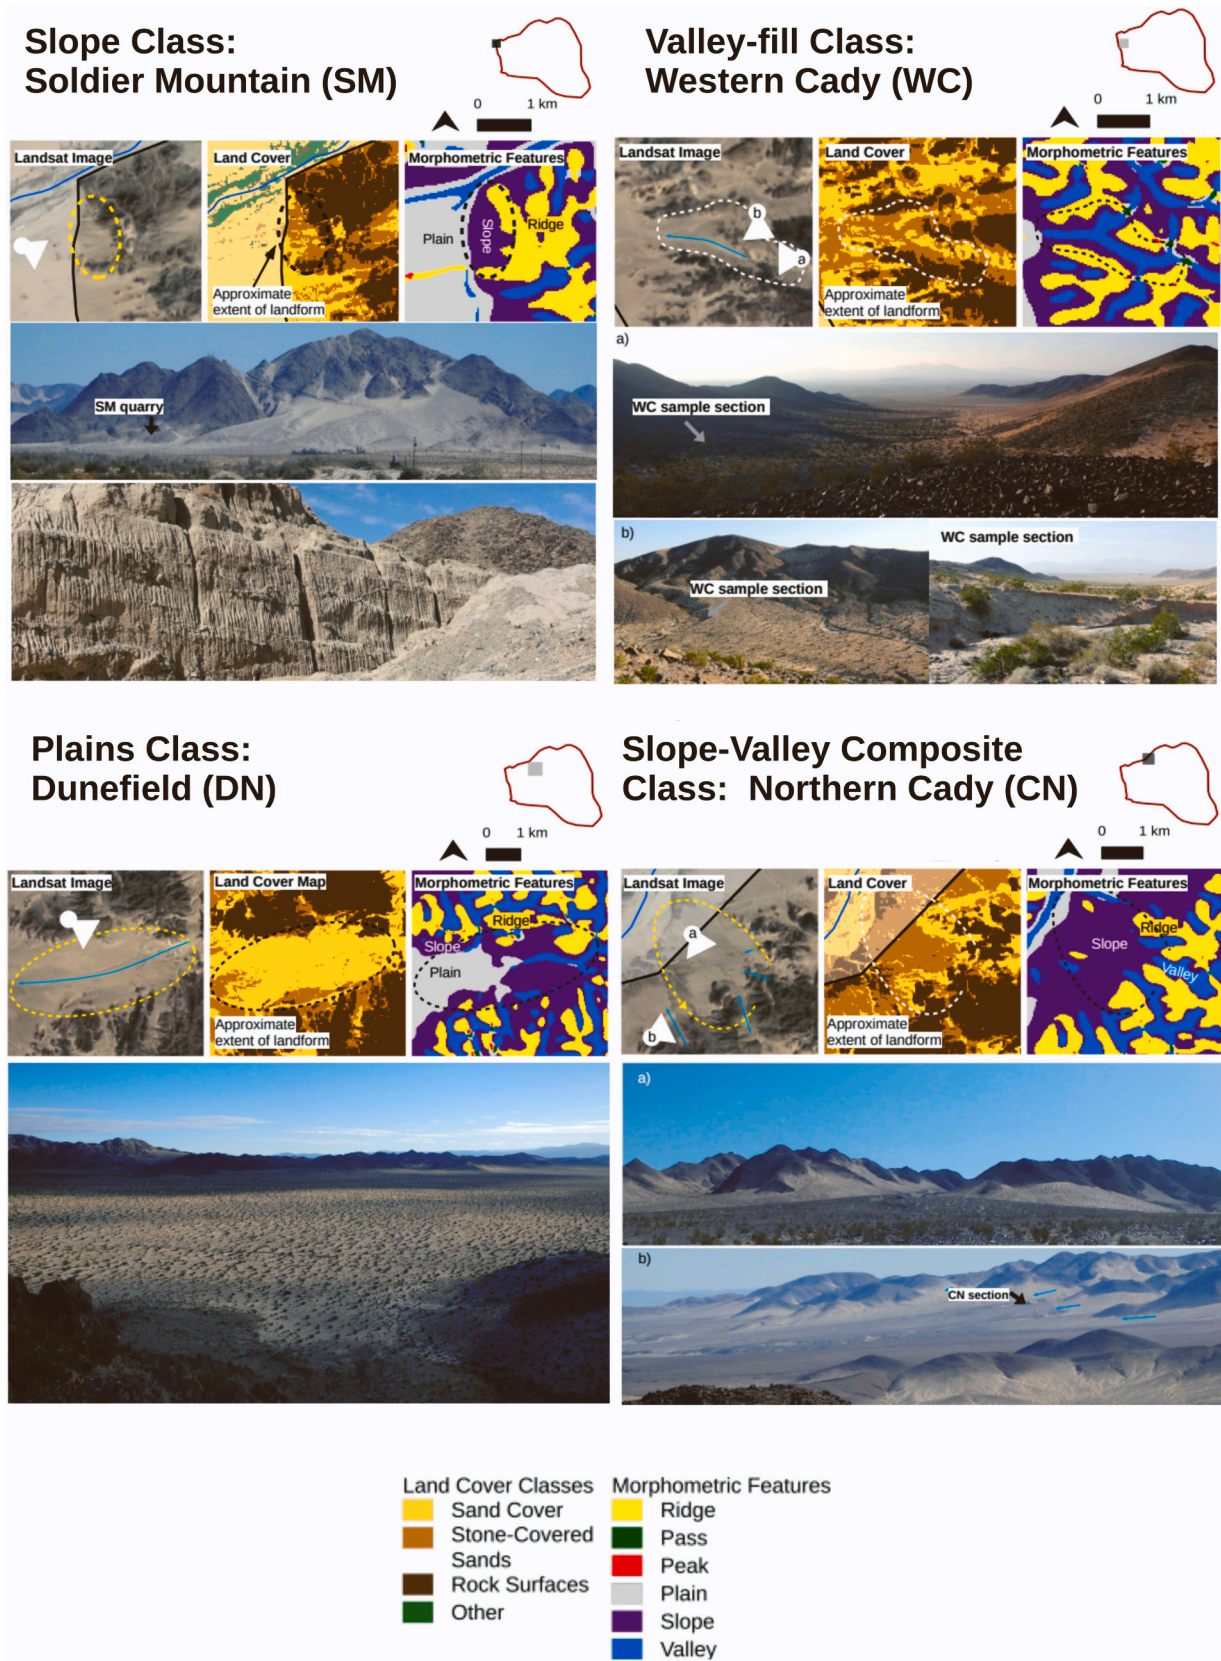 Slope Class:
Soldier Mountain (SM)
0 1 km
Landsat Image
Land Cover
Morphometric Features
Plain
Slope
Ridge
Approximate
extent of landform
SM quarry
Valley-fill Class:
Western Cady (WC)
0 1 km
Landsat Image
Land Cover
Morphometric Features
b
a
Approximate
extent of landform
a)
WC sample section
b)
WC sample section
WC sample section
Plains Class:
Dunefield (DN)
0 1 km
Landsat Image
Land Cover Map
Morphometric Features
Ridge
Slope
Plain
Approximate
extent of landform
Slope-Valley Composite
Class: Northern Cady (CN)
0 1 km
Landsat Image
Land Cover
Morphometric Features
a
b
Ridge
Slope
Valley
Approximate
extent of landform
a)
b)
CN section
Land Cover Classes
Sand Cover
Stone-Covered
Sands
Rock Surfaces
Other
Morphometric Features
Ridge
Pass
Peak
Plain
Slope
Valley